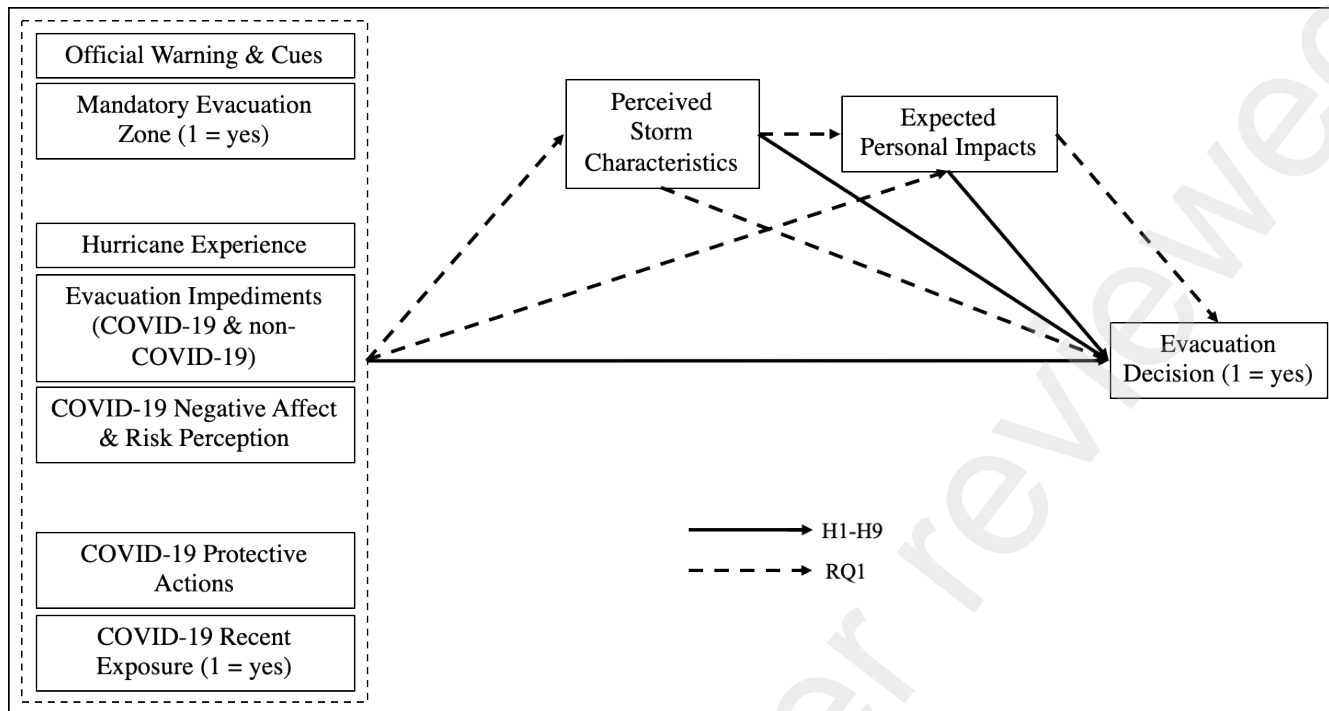 Official Warning & Cues
Mandatory Evacuation
Zone (1 = yes)
Hurricane Experience
Evacuation Impediments
(COVID-19 & non-
COVID-19)
COVID-19 Negative Affect
& Risk Perception
COVID-19 Protective
Actions
COVID-19 Recent
Exposure (1 = yes)
Perceived
Storm
Characteristics
Expected
Personal Impacts
Evacuation
Decision (1 = yes)
H1-H9
RQ1
er reviewed